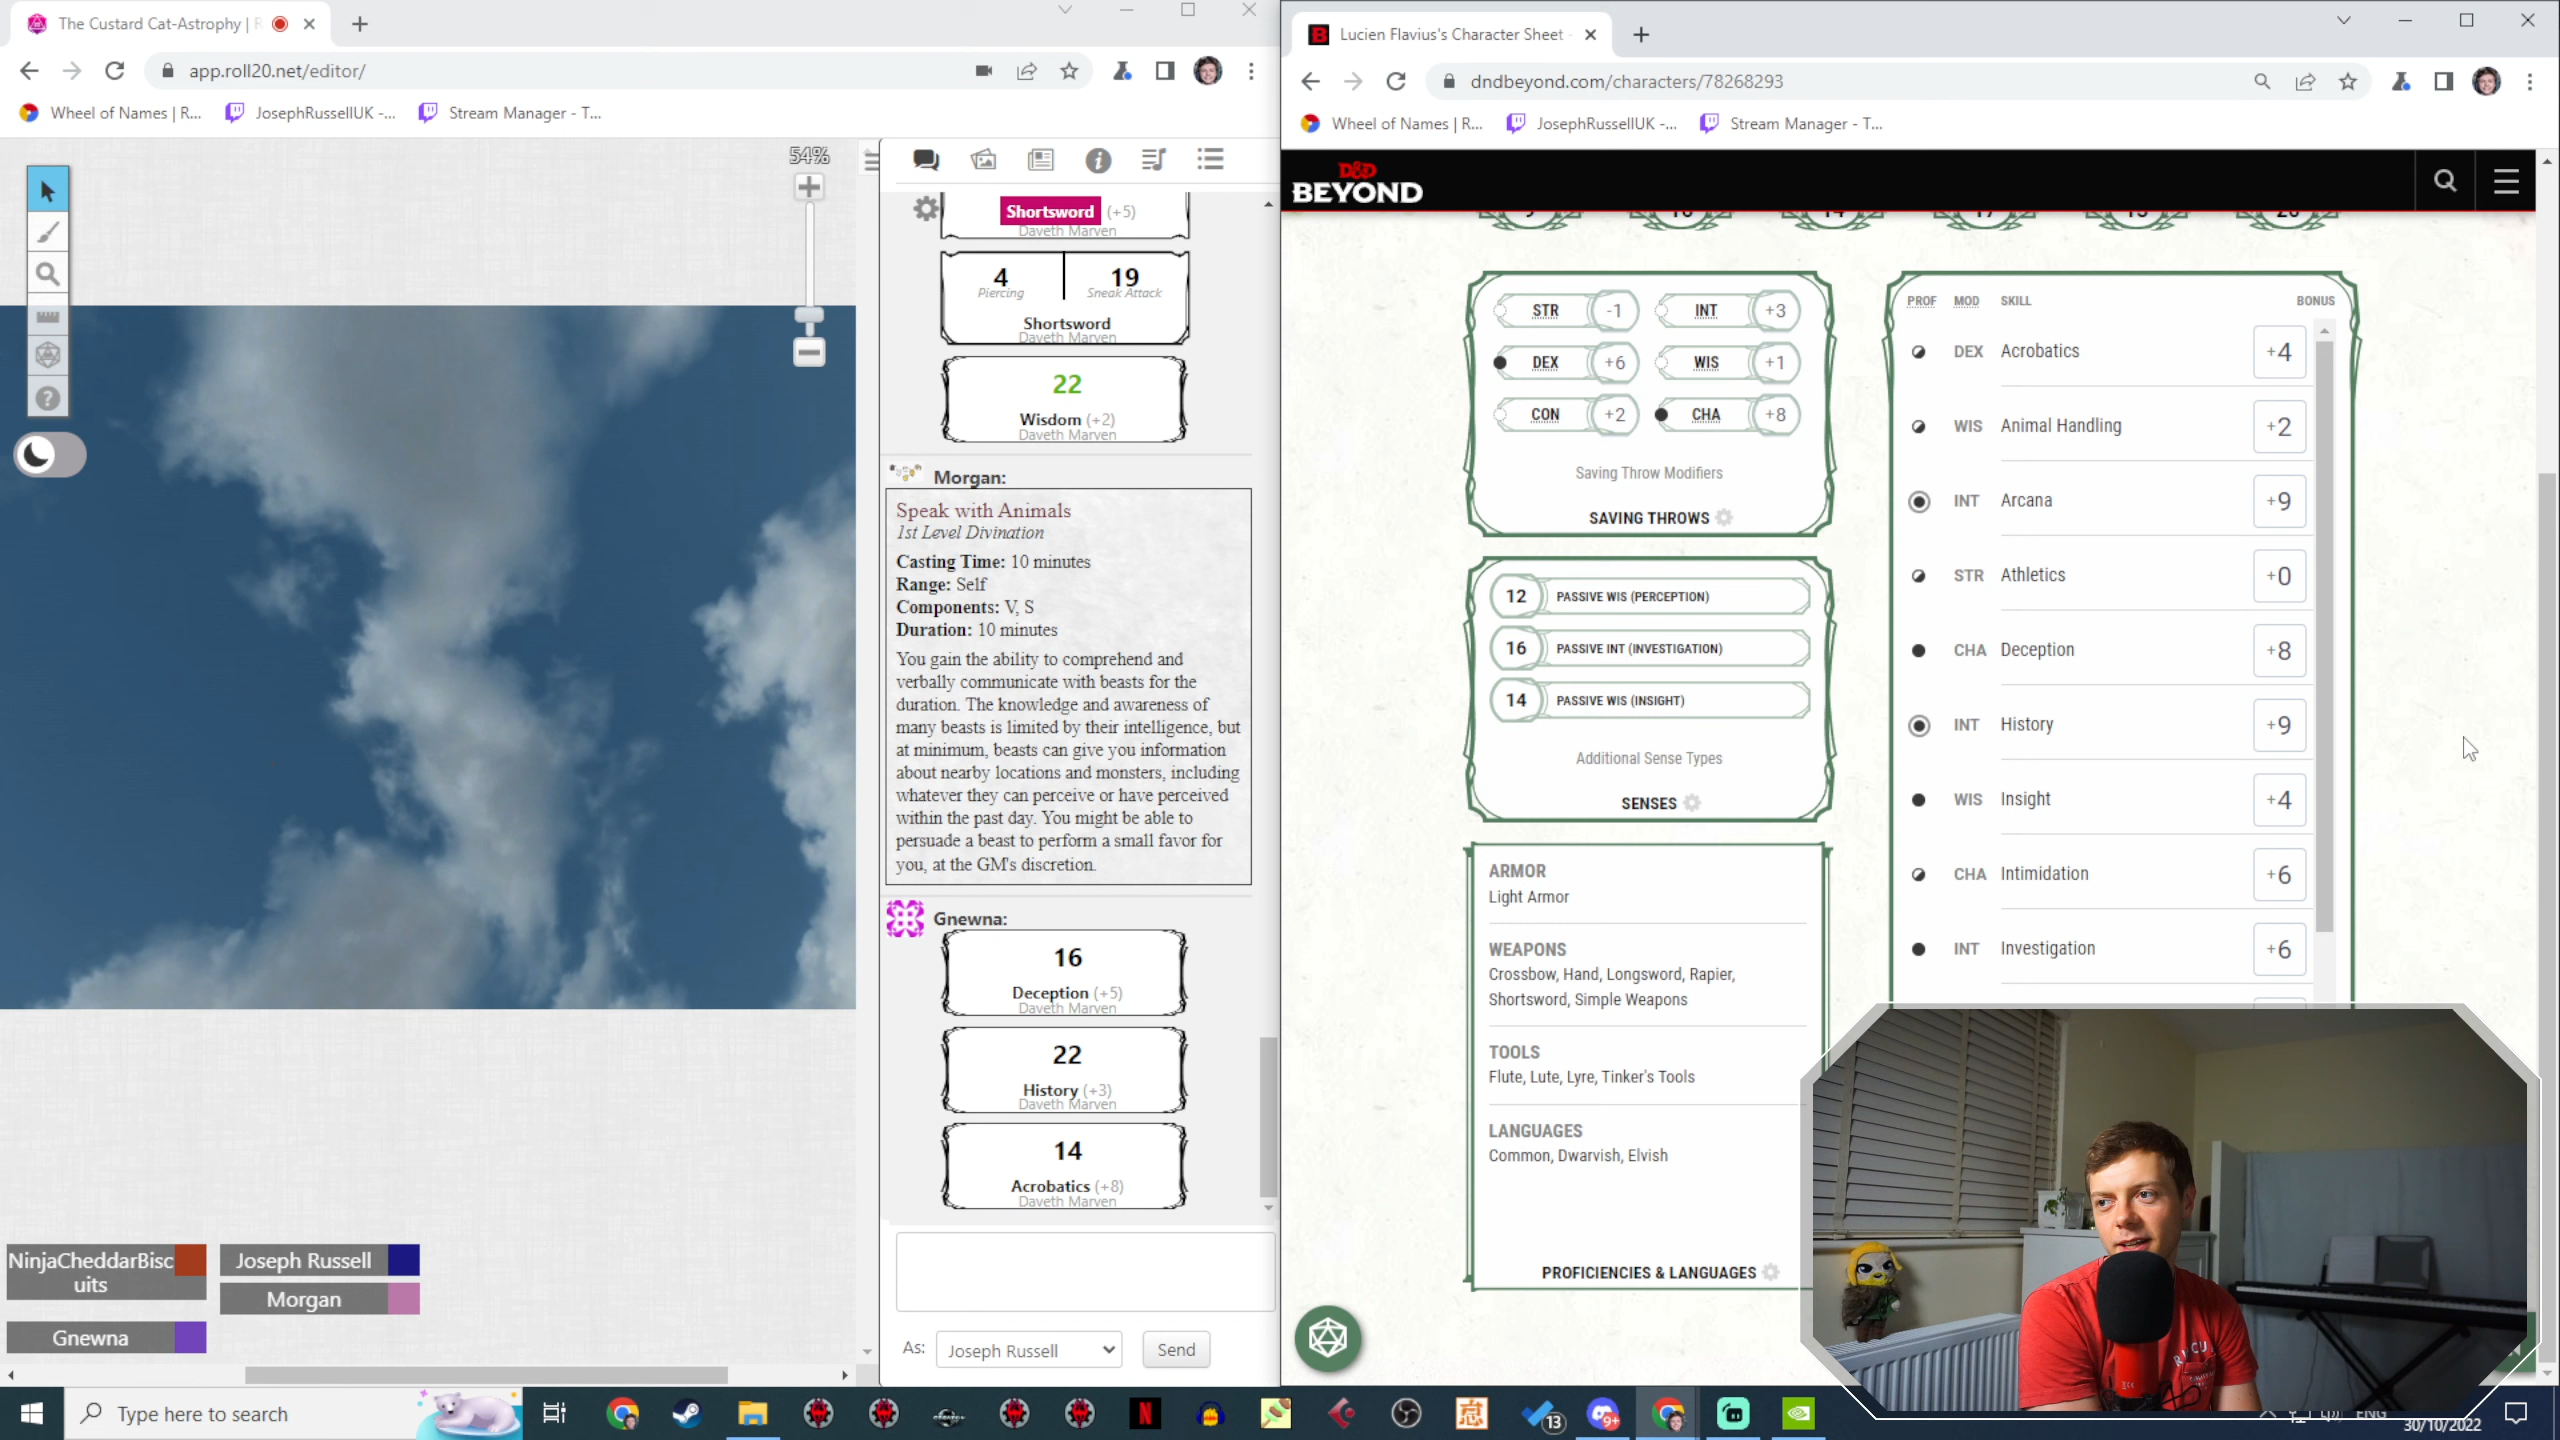 The Custard Cat-Astrophy | R
app.roll20.net/editor/
Wheel of Names | R...
JosephRussellUK -...
Stream Manager - T...
54%
Shortsword (+5)
Daveth Marven
4
19
Piercing
Sneak Attack
Shortsword
Daveth Marven
22
Wisdom (+2)
Daveth Marven
Morgan:
Speak with Animals
1st Level Divination
Casting Time: 10 minutes
Range: Self
Components: V, S
Duration: 10 minutes
You gain the ability to comprehend and
verbally communicate with beasts for the
duration. The knowledge and awareness of
many beasts is limited by their intelligence, but
at minimum, beasts can give you information
about nearby locations and monsters, including
whatever they can perceive or have perceived
within the past day. You might be able to
persuade a beast to perform a small favor for
you, at the GM's discretion.
Gnewna:
16
Deception (+5)
Daveth Marven
22
History (+3)
Daveth Marven
14
Acrobatics (+8)
Daveth Marven
As:
Joseph Russell
Send
NinjaCheddarBisc
uits
Joseph Russell
Morgan
Gnewna
Lucien Flavius's Character Sheet -
dndbeyond.com/characters/78268293
Wheel of Names | R...
JosephRussellUK -...
Stream Manager - T...
D&D
BEYOND
STR -1
INT +3
DEX +6
WIS +1
CON +2
CHA +8
Saving Throw Modifiers
SAVING THROWS
12 PASSIVE WIS (PERCEPTION)
16 PASSIVE INT (INVESTIGATION)
14 PASSIVE WIS (INSIGHT)
Additional Sense Types
SENSES
ARMOR
Light Armor
WEAPONS
Crossbow, Hand, Longsword, Rapier,
Shortsword, Simple Weapons
TOOLS
Flute, Lute, Lyre, Tinker's Tools
LANGUAGES
Common, Dwarvish, Elvish
PROFICIENCIES & LANGUAGES
PROF MOD SKILL BONUS
DEX Acrobatics +4
WIS Animal Handling +2
INT Arcana +9
STR Athletics +0
CHA Deception +8
INT History +9
WIS Insight +4
CHA Intimidation +6
INT Investigation +6
Type here to search
13
9+
ENG
30/10/2022